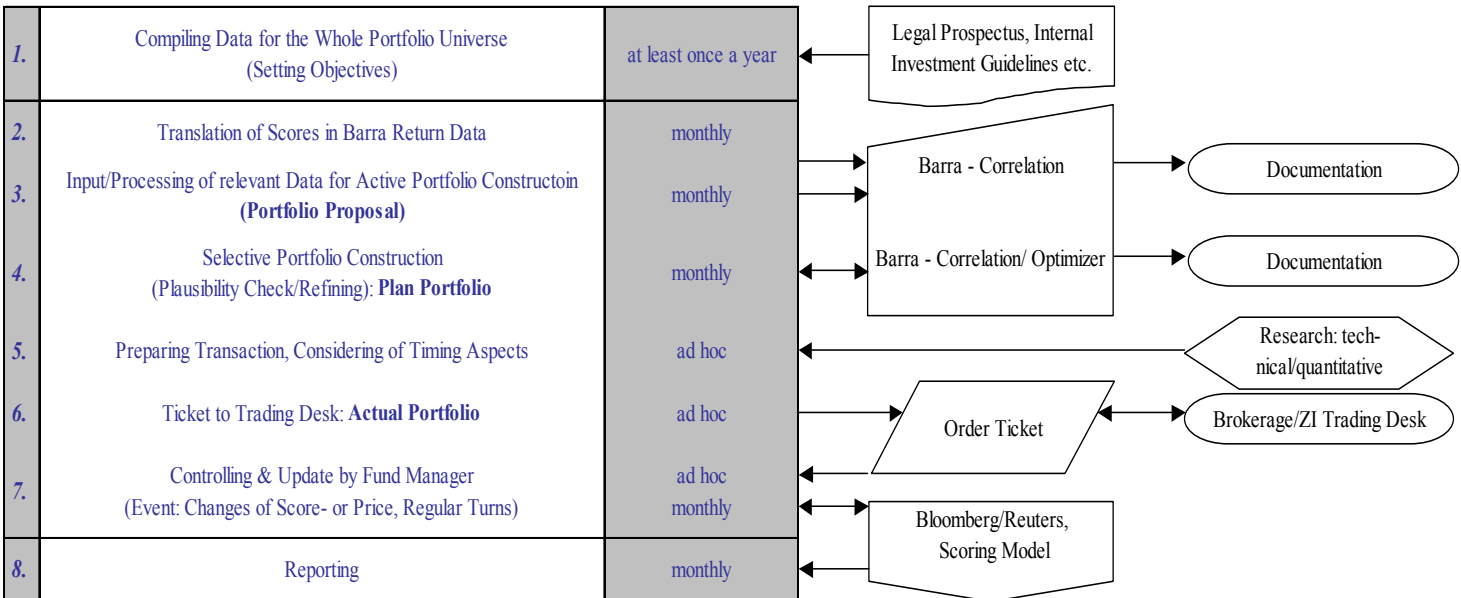 1.
Compiling Data for the Whole Portfolio Universe
(Setting Objectives)
at least once a year
Legal Prospectus, Internal
Investment Guidelines etc.
2.
Translation of Scores in Barra Return Data
monthly
Barra - Correlation
Documentation
3.
Input/Processing of relevant Data for Active Portfolio Constructoin
(Portfolio Proposal)
monthly
4.
Selective Portfolio Construction
(Plausibility Check/Refining): Plan Portfolio
monthly
Barra - Correlation/ Optimizer
Documentation
5.
Preparing Transaction, Considering of Timing Aspects
ad hoc
Research: tech-
nical/quantitative
6.
Ticket to Trading Desk: Actual Portfolio
ad hoc
Order Ticket
Brokerage/ZI Trading Desk
7.
Controlling & Update by Fund Manager
(Event: Changes of Score- or Price, Regular Turns)
ad hoc
monthly
Bloomberg/Reuters,
Scoring Model
8.
Reporting
monthly